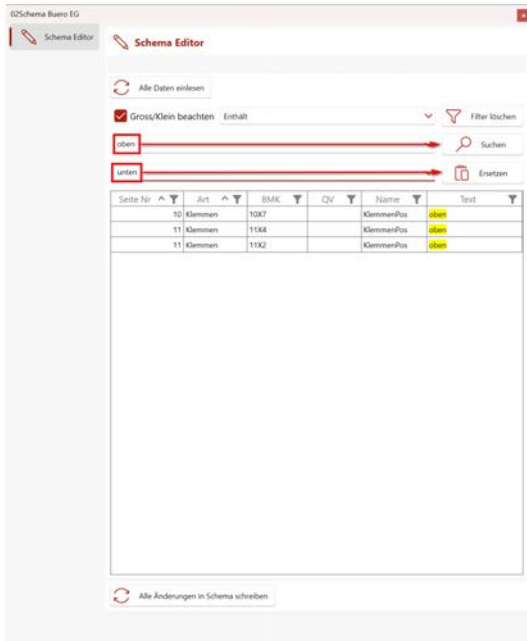 02Schema Buero EG
Schema Editor
Schema Editor
Alle Daten einlesen
Gross/Klein beachten Enthält Filter löschen
oben Suchen
unten Ersetzen
Seite Nr Art BMK QV Name Text
10 Klemmen 10X7 KlemmenPos oben
11 Klemmen 11X4 KlemmenPos oben
11 Klemmen 11X2 KlemmenPos oben
Alle Änderungen in Schema schreiben